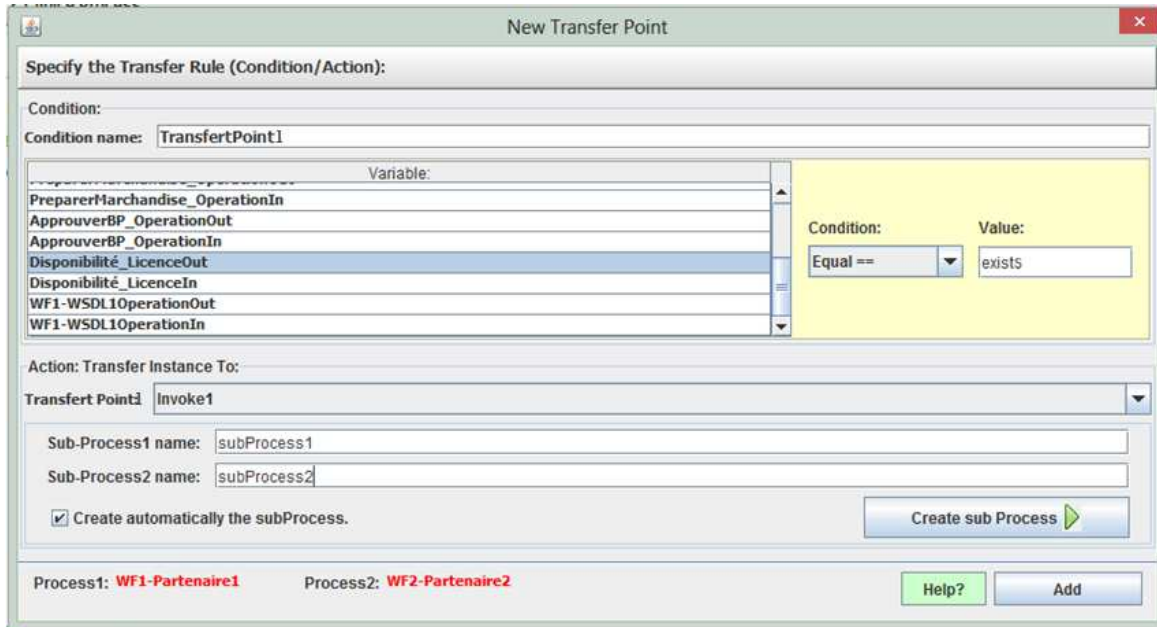 New Transfer Point
Specify the Transfer Rule (Condition/Action):
Condition:
Condition name: TransfertPoint1
Variable:
PreparerMarchandise_OperationOut
PreparerMarchandise_OperationIn
ApprouverBP_OperationOut
ApprouverBP_OperationIn
Disponibilité_LicenceOut
Disponibilité_LicenceIn
WF1-WSDL1OperationOut
WF1-WSDL1OperationIn
Condition: Value:
Equal == exists
Action: Transfer Instance To:
Transfert Point: Invoke1
Sub-Process1 name: subProcess1
Sub-Process2 name: subProcess2
Create automatically the subProcess. Create sub Process
Process1: WF1-Partenaire1 Process2: WF2-Partenaire2 Help? Add